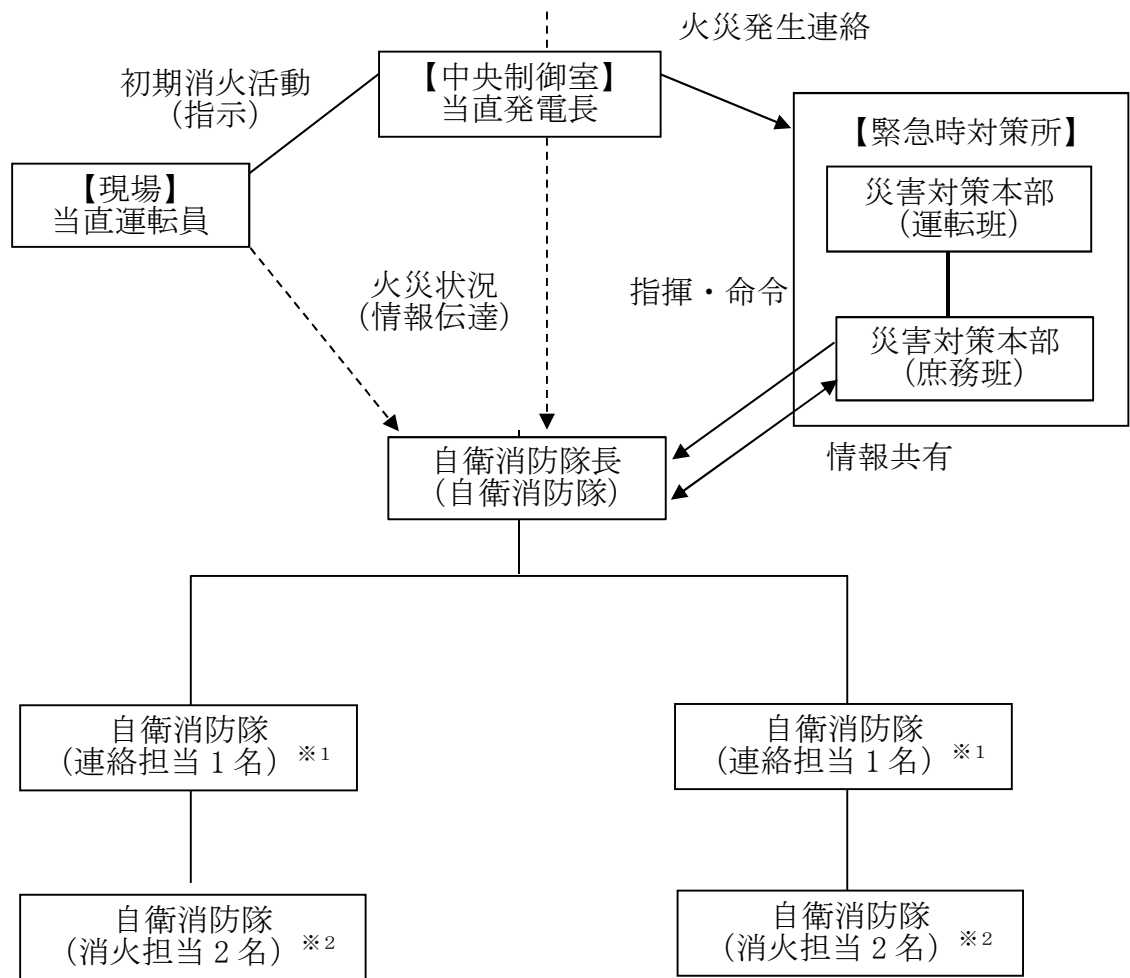 火災発生連絡
初期消火活動
(指示)
【中央制御室】
当直発電長
【緊急時対策所】
【現場】
当直運転員
災害対策本部
(運転班)
火災状況
(情報伝達)
指揮・命令
災害対策本部
(庶務班)
自衛消防隊長
(自衛消防隊)
情報共有
自衛消防隊
(連絡担当1名) ※1
自衛消防隊
(連絡担当1名) ※1
自衛消防隊
(消火担当2名) ※2
自衛消防隊
(消火担当2名) ※2